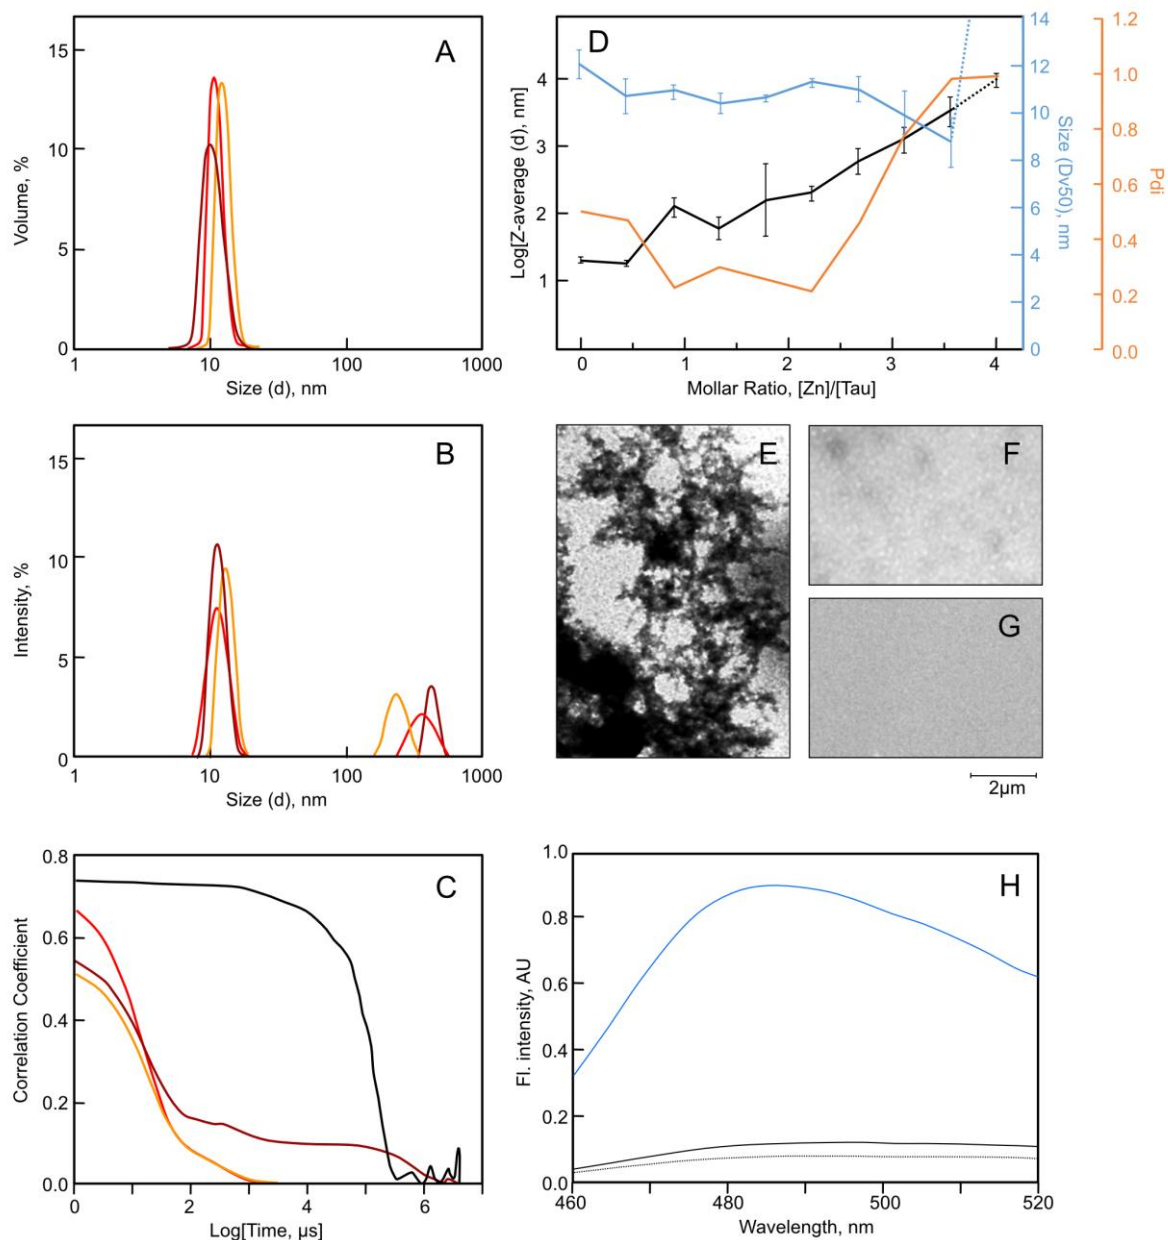 A
15
10
5
0
Volume, %
1
10
100
1000
Size (d), nm
D
4
3
2
1
Log[Z-average (d), nm]
0
1
2
3
4
Mollar Ratio, [Zn]/[Tau]
14
12
10
8
6
4
2
0
Size (Dv50), nm
1.2
1.0
0.8
0.6
0.4
0.2
0.0
Pdi
B
15
10
5
0
Intensity, %
1
10
100
1000
Size (d), nm
E
F
G
2µm
C
0.8
0.6
0.4
0.2
0.0
Correlation Coefficient
0
2
4
6
Log[Time, µs]
H
1.0
0.8
0.6
0.4
0.2
0.0
Fl. intensity, AU
460
480
500
520
Wavelength, nm